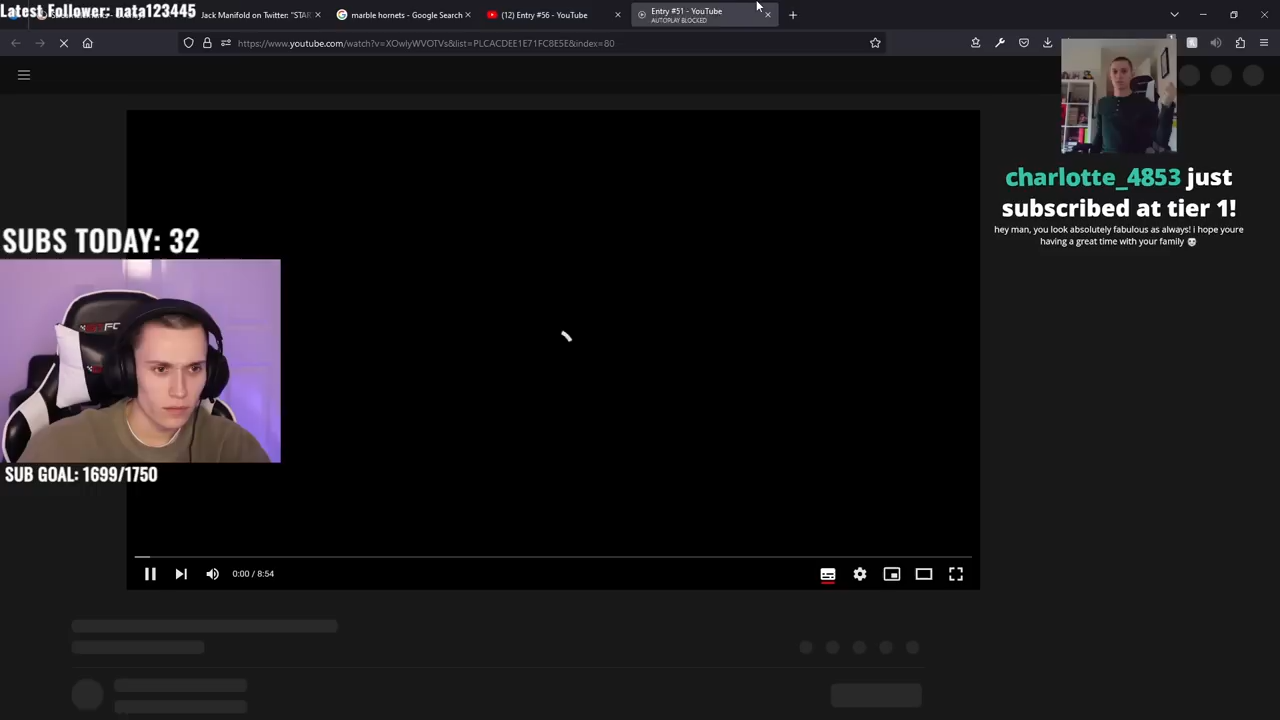 Latest Follower: nata123445
Jack Manifold on Twitter: "STAR
marble hornets - Google Search
(12) Entry #56 - YouTube
Entry #51 - YouTube
AUTOPLAY BLOCKED
https://www.youtube.com/watch?v=XOwlyWVOTVs&list=PLCACDEE1E71FC8E5E&index=80
charlotte_4853 just
subscribed at tier 1!
hey man, you look absolutely fabulous as always! i hope youre
having a great time with your family
SUBS TODAY: 32
SUB GOAL: 1699/1750
0:00 / 8:54